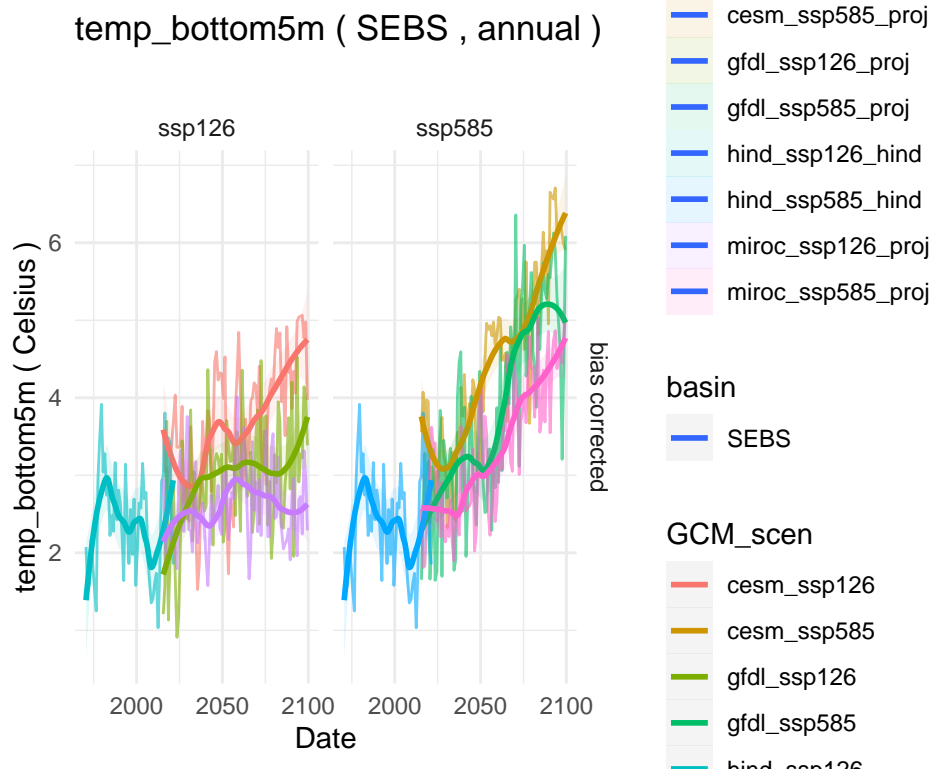 temp_bottom5m ( SEBS , annual )
ssp126
ssp585
6
4
2
temp_bottom5m ( Celsius )
bias corrected
2000
2050
2100
2000
2050
2100
Date
cesm_ssp585_proj
gfdl_ssp126_proj
gfdl_ssp585_proj
hind_ssp126_hind
hind_ssp585_hind
miroc_ssp126_proj
miroc_ssp585_proj
basin
SEBS
GCM_scen
cesm_ssp126
cesm_ssp585
gfdl_ssp126
gfdl_ssp585
hind_ssp126